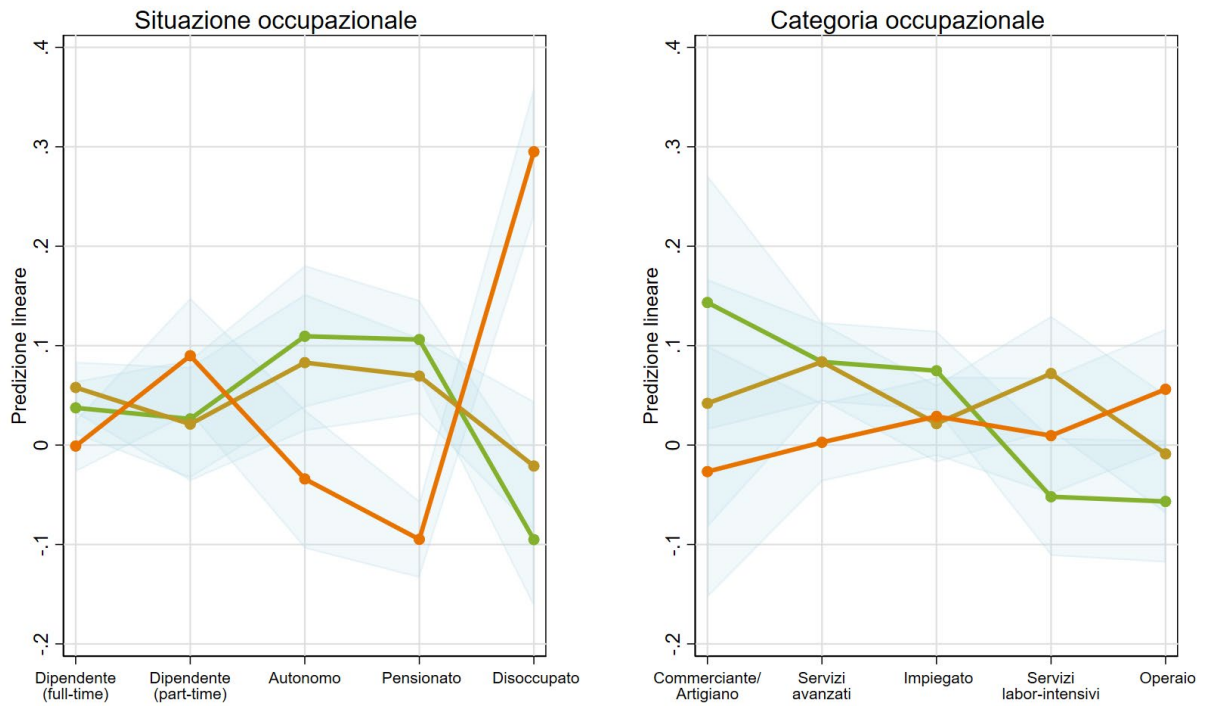 Situazione occupazionale
Predizione lineare
.4
.3
.2
.1
0
-.1
-.2
Dipendente
(full-time)
Dipendente
(part-time)
Autonomo
Pensionato
Disoccupato
Categoria occupazionale
Predizione lineare
.4
.3
.2
.1
0
-.1
-.2
Commerciante/
Artigiano
Servizi
avanzati
Impiegato
Servizi
labor-intensivi
Operaio